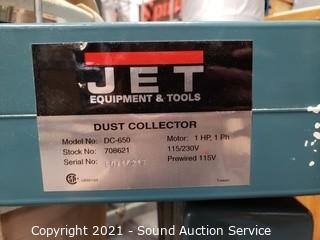 JET
EQUIPMENT & TOOLS
DUST COLLECTOR
Model No: DC-650 Motor: 1 HP, 1 Ph
Stock No: 708621 115/230V
Serial No: Prewired 115V
Taiwan
Copyright 2021 - Sound Auction Service